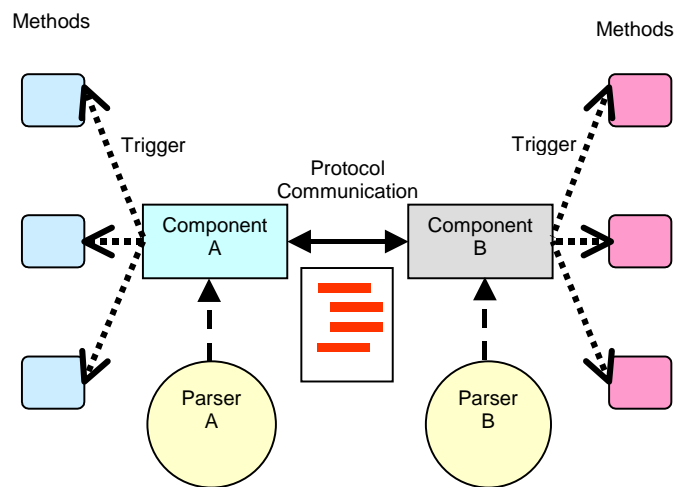 Methods
Methods
Trigger
Trigger
Protocol
Communication
Component
A
Component
B
Parser
A
Parser
B